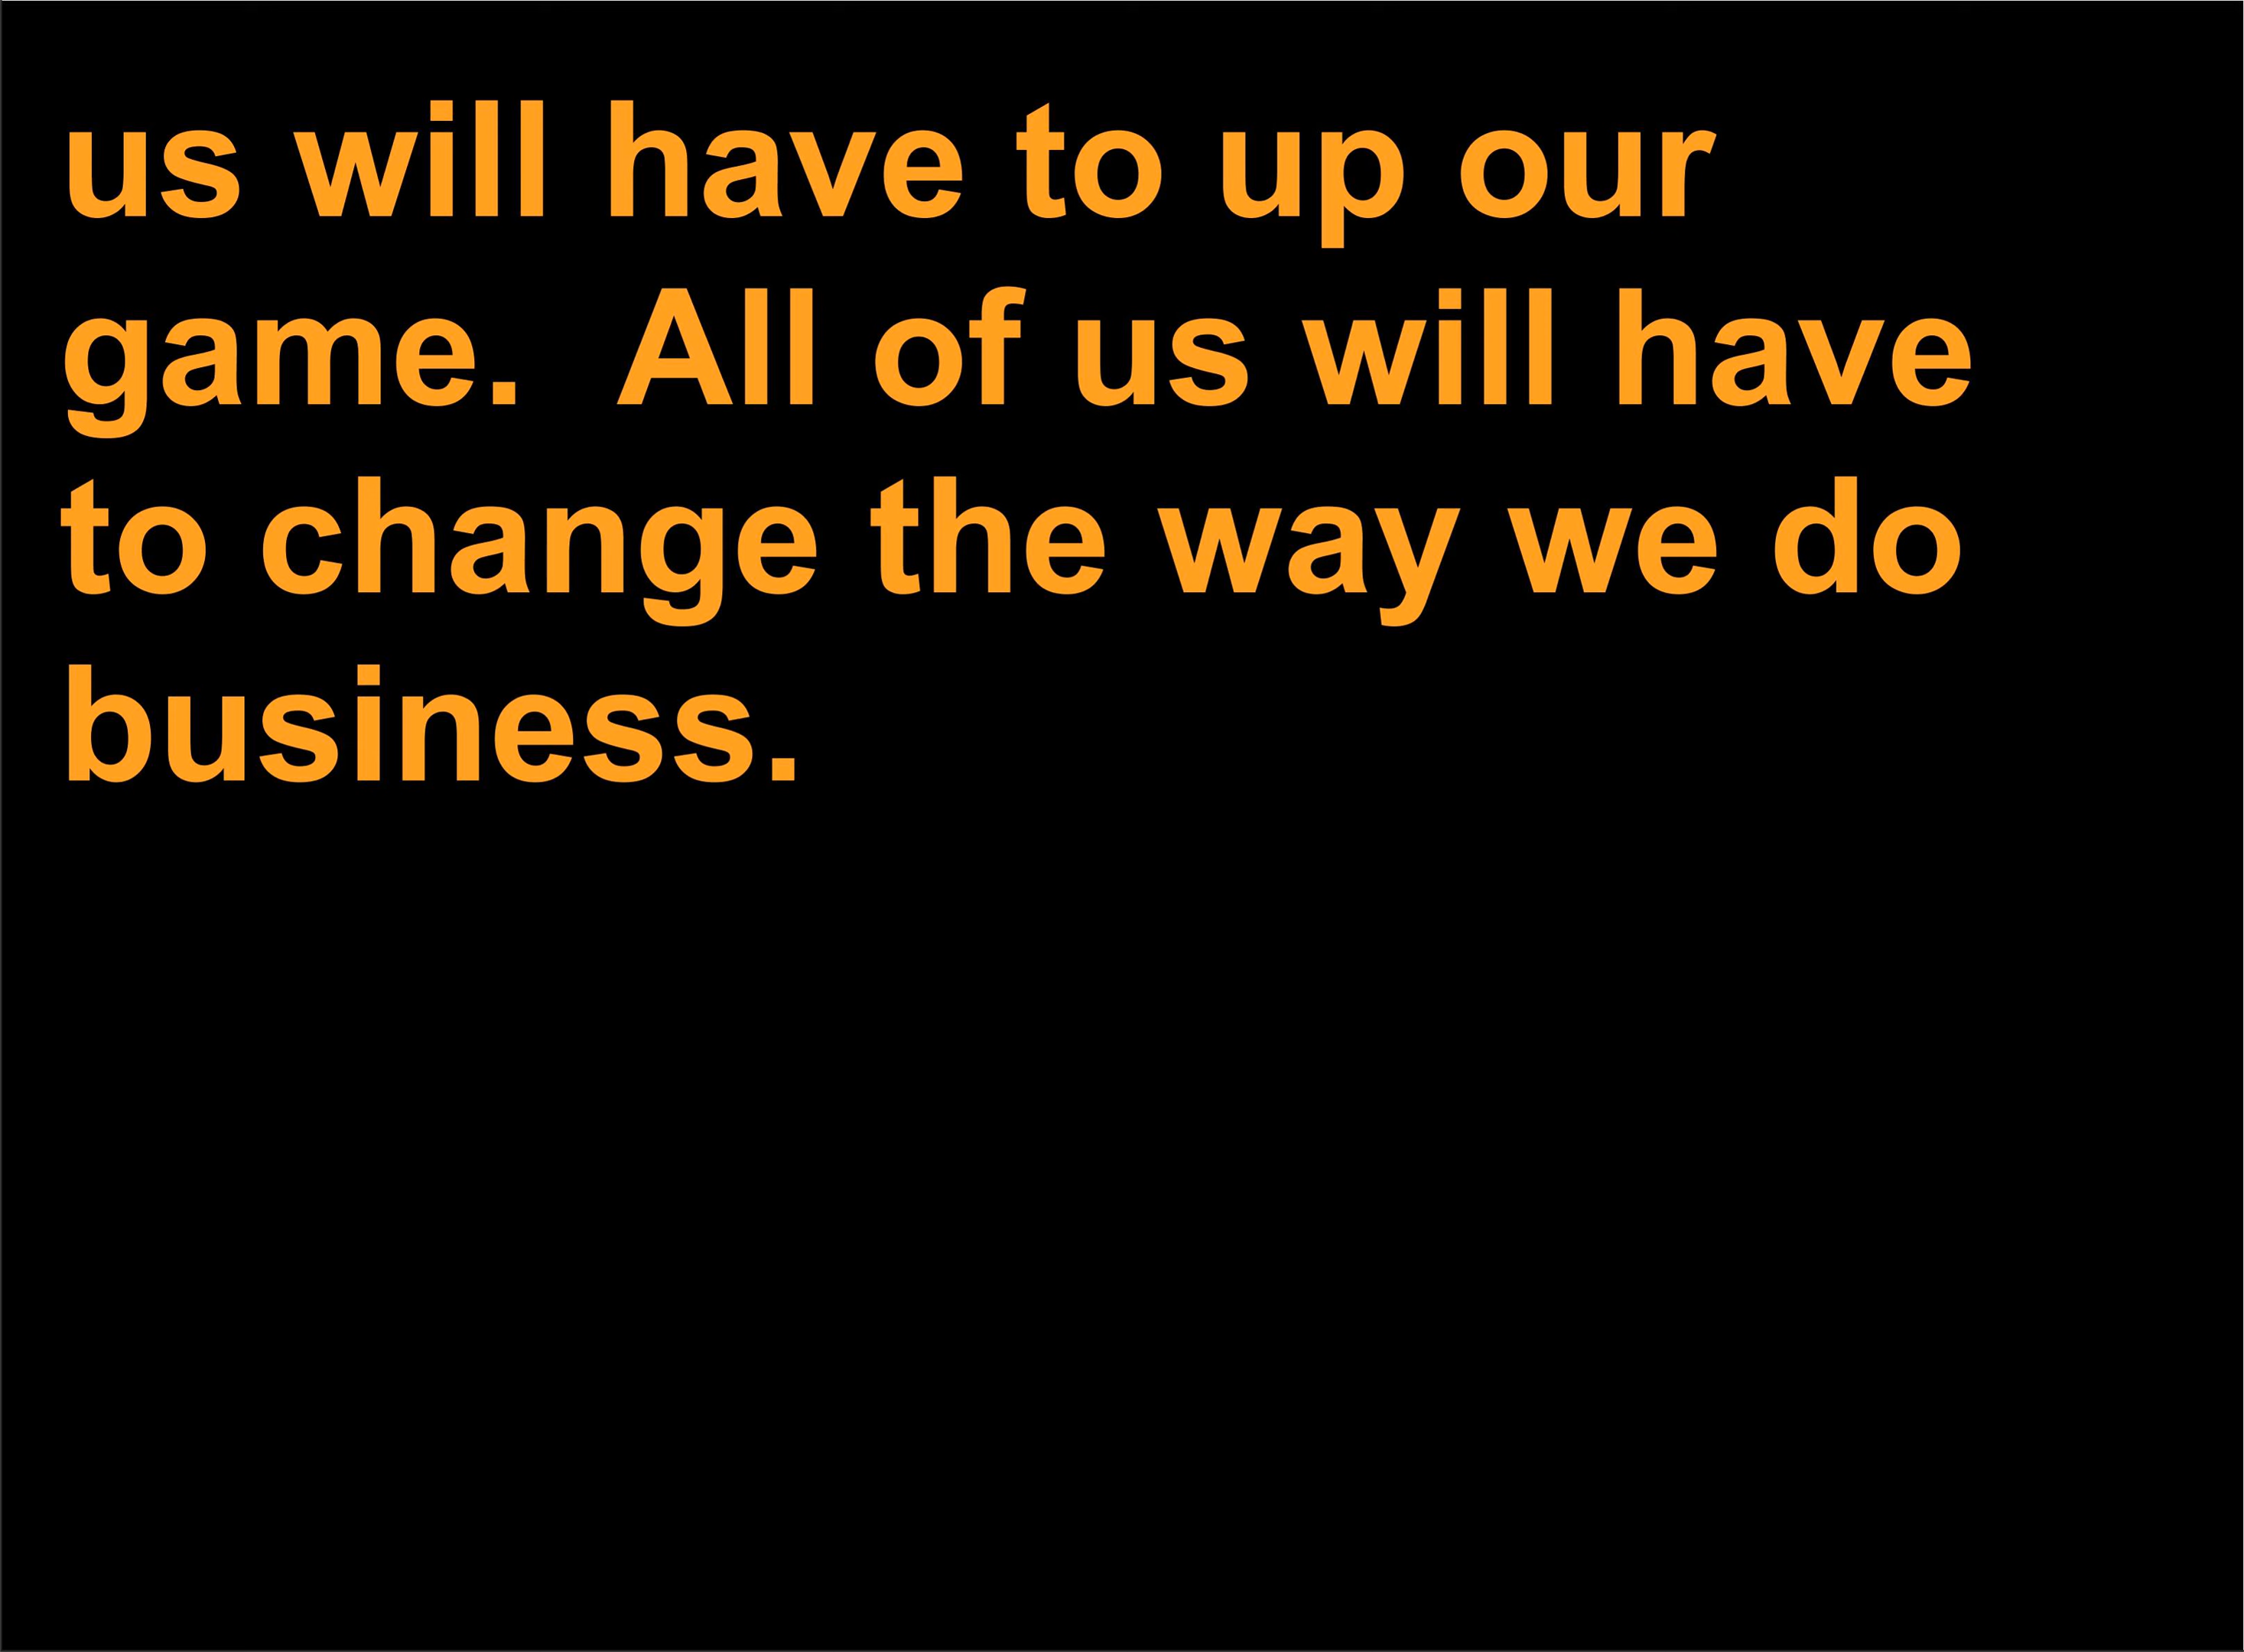 us will have to up our
game.  All of us will have
to change the way we do
business.